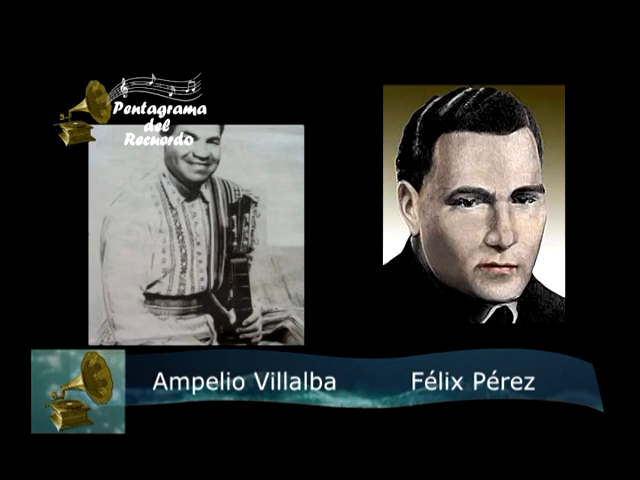 Pentagrama
del
Recuerdo
Ampelio Villalba
Félix Pérez